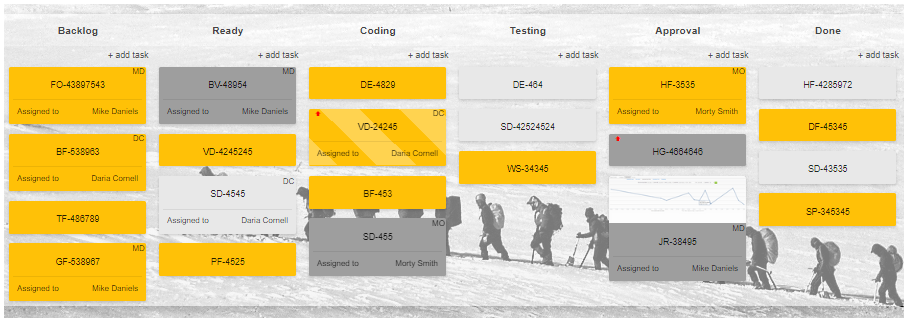 Backlog
+ add task
MD
FO-43897543
Assigned to Mike Daniels
DC
BF-538963
Assigned to Daria Cornell
TF-486789
MD
GF-538967
Assigned to Mike Daniels
Ready
+ add task
MD
BV-48954
Assigned to Mike Daniels
VD-4245245
DC
SD-4545
Assigned to Daria Cornell
PF-4525
Coding
+ add task
DE-4829
DC
VD-24245
Assigned to Daria Cornell
BF-453
MO
SD-455
Assigned to Morty Smith
Testing
+ add task
DE-464
SD-42524524
WS-34345
Approval
+ add task
MO
HF-3535
Assigned to Morty Smith
HG-4664646
MD
JR-38495
Assigned to Mike Daniels
Done
+ add task
HF-4285972
DF-45345
SD-43535
SP-345345